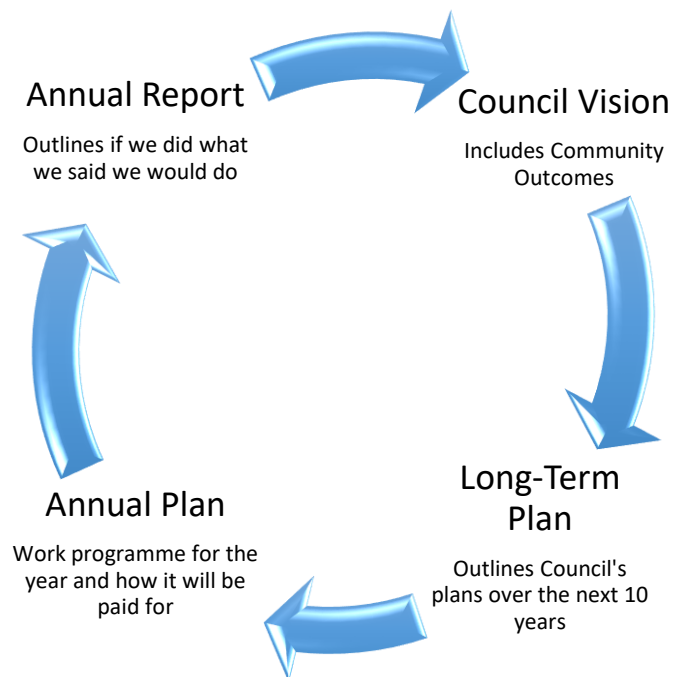 Annual Report
Outlines if we did what
we said we would do
Council Vision
Includes Community
Outcomes
Long-Term
Plan
Outlines Council's
plans over the next 10
years
Annual Plan
Work programme for the
year and how it will be
paid for